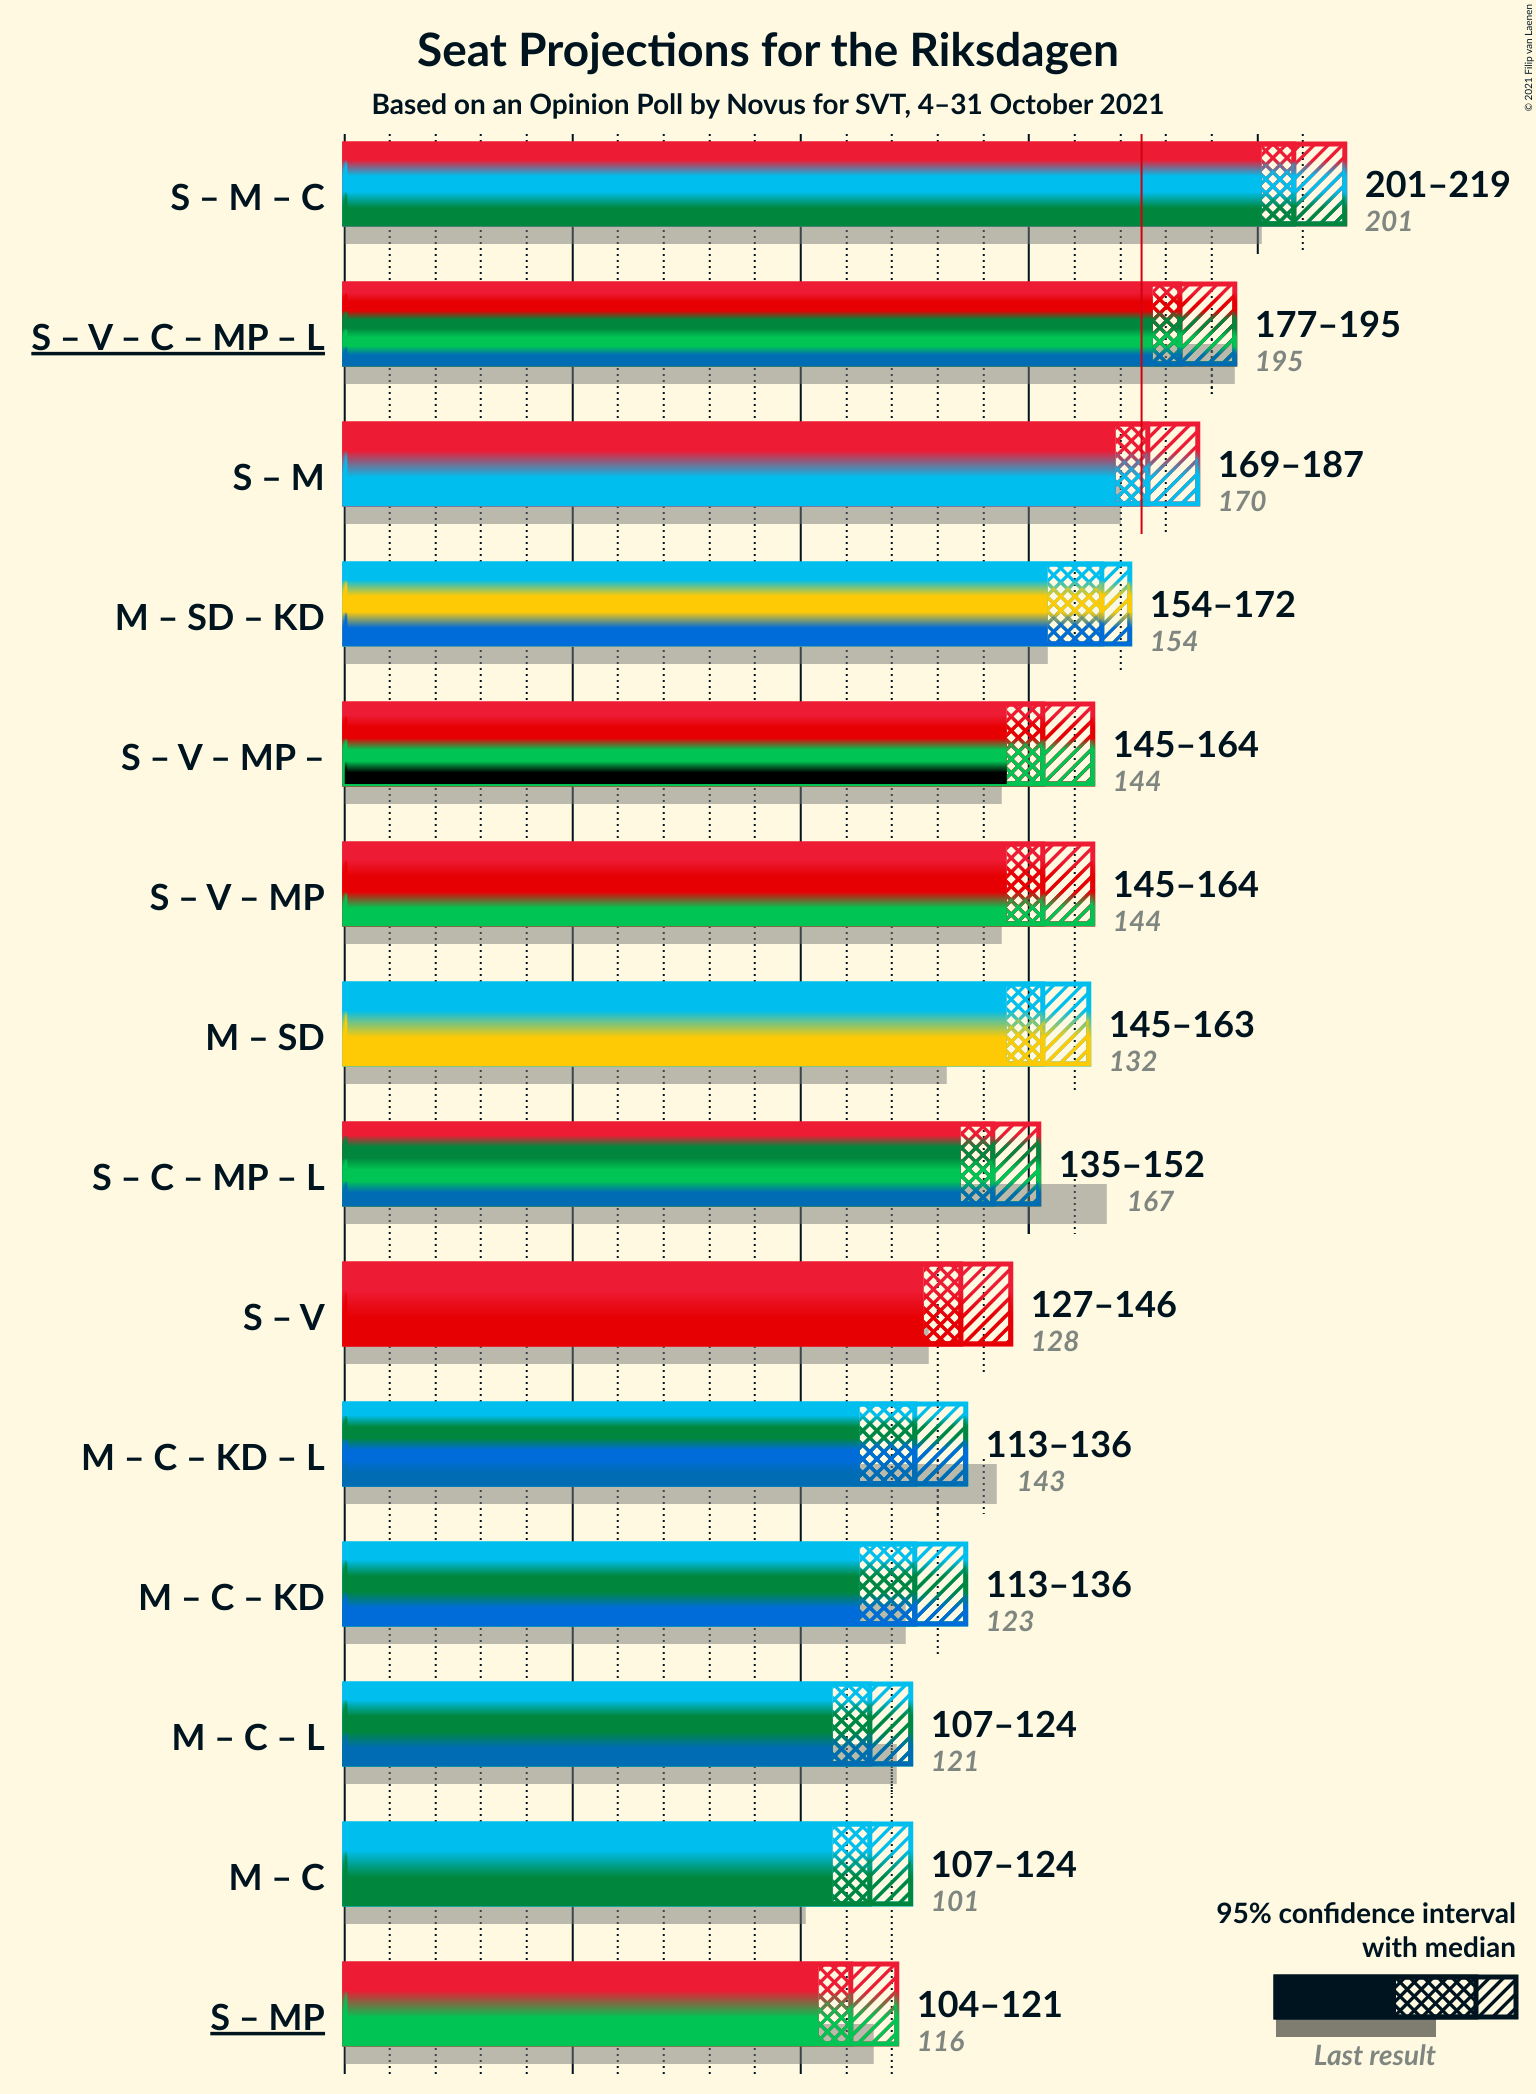 Seat Projections for the Riksdagen
Based on an Opinion Poll by Novus for SVT, 4–31 October 2021
© 2021 Filip van Laenen
S – M – C
201–219
201
S – V – C – MP – L
177–195
195
S – M
169–187
170
M – SD – KD
154–172
154
S – V – MP –
145–164
144
S – V – MP
145–164
144
M – SD
145–163
132
S – C – MP – L
135–152
167
S – V
127–146
128
M – C – KD – L
113–136
143
M – C – KD
113–136
123
M – C – L
107–124
121
M – C
107–124
101
S – MP
104–121
116
95% confidence interval
with median
Last result